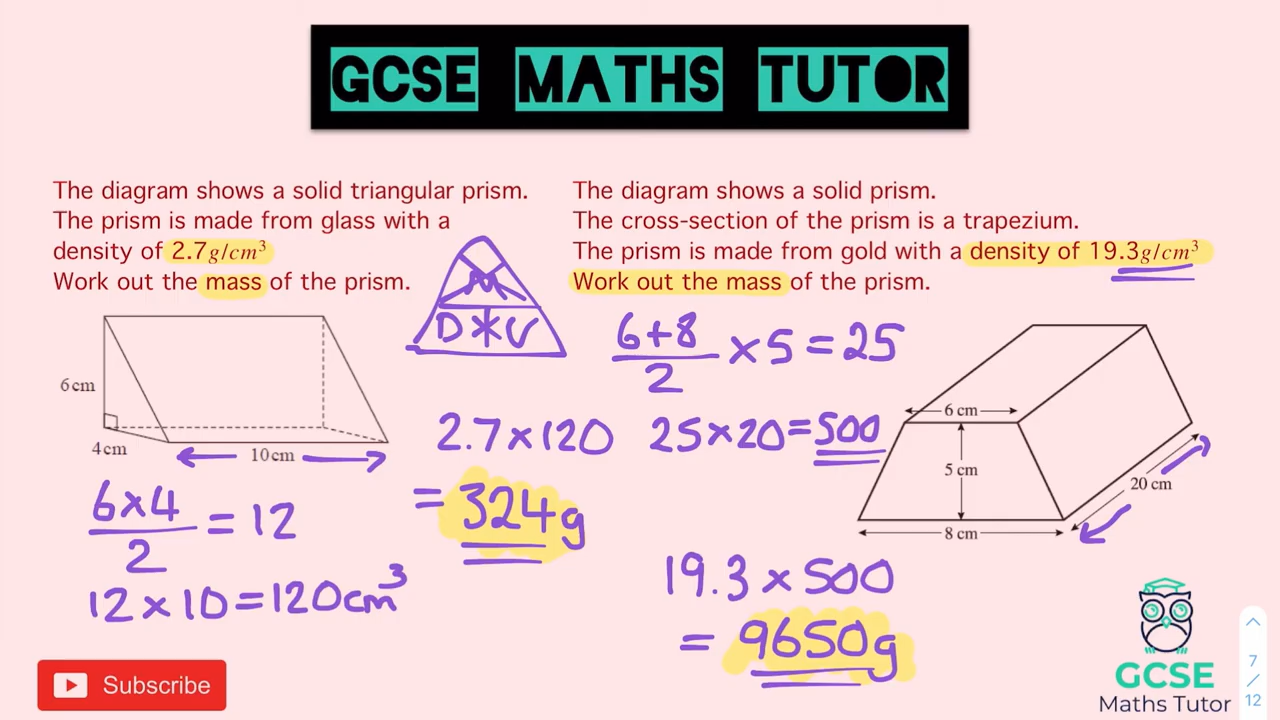 GCSE MATHS TUTOR
The diagram shows a solid triangular prism.
The prism is made from glass with a
density of 2.7g/cm³
Work out the mass of the prism.
6cm
4cm
10cm
6×4/2 = 12
12 × 10 = 120cm³
M
D * V
2.7 × 120
= 324g
The diagram shows a solid prism.
The cross-section of the prism is a trapezium.
The prism is made from gold with a density of 19.3g/cm³
Work out the mass of the prism.
6+8/2 × 5 = 25
25 × 20 = 500
6 cm
5 cm
20 cm
8 cm
19.3 × 500
= 9650g
Subscribe
GCSE
Maths Tutor
7
/
12